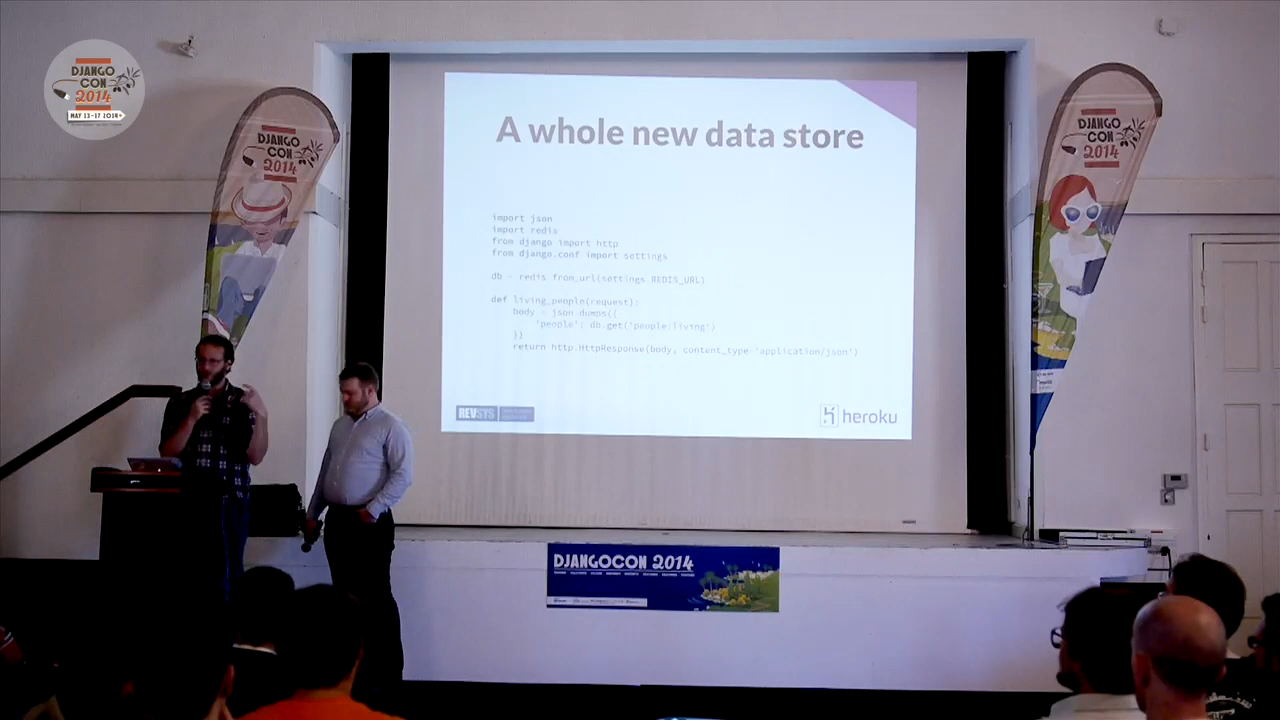 DJANGO
CON
2014
MAY 13-17 2014
DJANGO
CON
2014
A whole new data store
import json
import redis
from django import http
from django.conf import settings
db = redis.from_url(settings.REDIS_URL)
def living_people(request):
body = json.dumps({
'people': db.get('people:living')
})
return http.HttpResponse(body, content_type='application/json')
REVSYS
heroku
DJANGO
CON
2014
DJANGOCON 2014